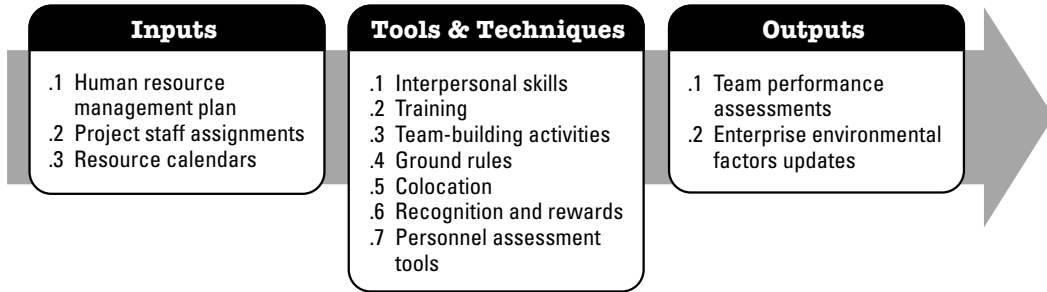 Inputs
.1 Human resource
management plan
.2 Project staff assignments
.3 Resource calendars
Tools & Techniques
.1 Interpersonal skills
.2 Training
.3 Team-building activities
.4 Ground rules
.5 Colocation
.6 Recognition and rewards
.7 Personnel assessment
tools
Outputs
.1 Team performance
assessments
.2 Enterprise environmental
factors updates